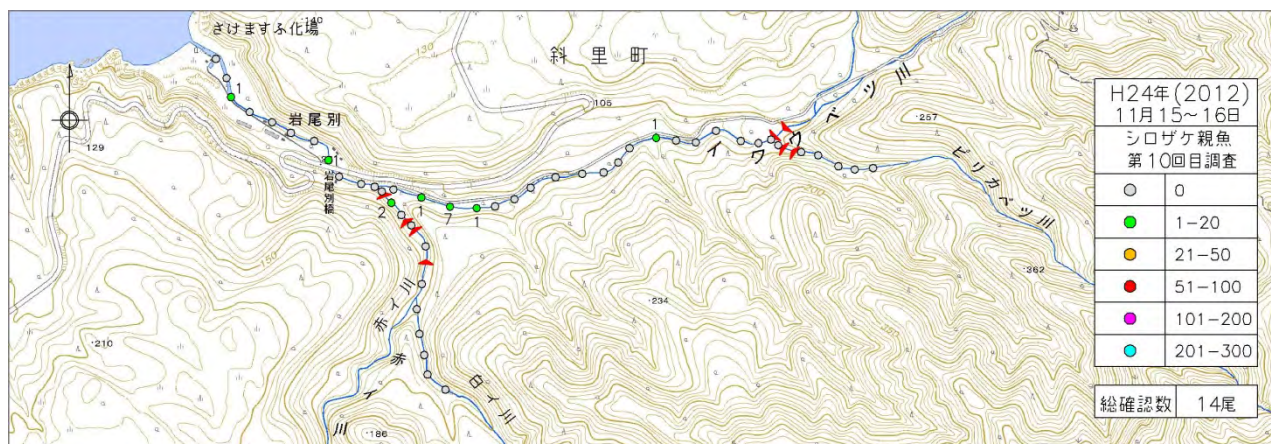 さけますふ化場
140
130
斜里町
H24年(2012)
11月15~16日
シロザケ親魚
第10回目調査
0
1-20
21-50
51-100
101-200
201-300
総確認数 14尾
1
岩尾別
105
1
イワウベツ川
257
129
1
岩尾別橋
2
1
7
1
ピリカベツ川
150
362
234
赤イ川
210
赤イ川
白イ川
186